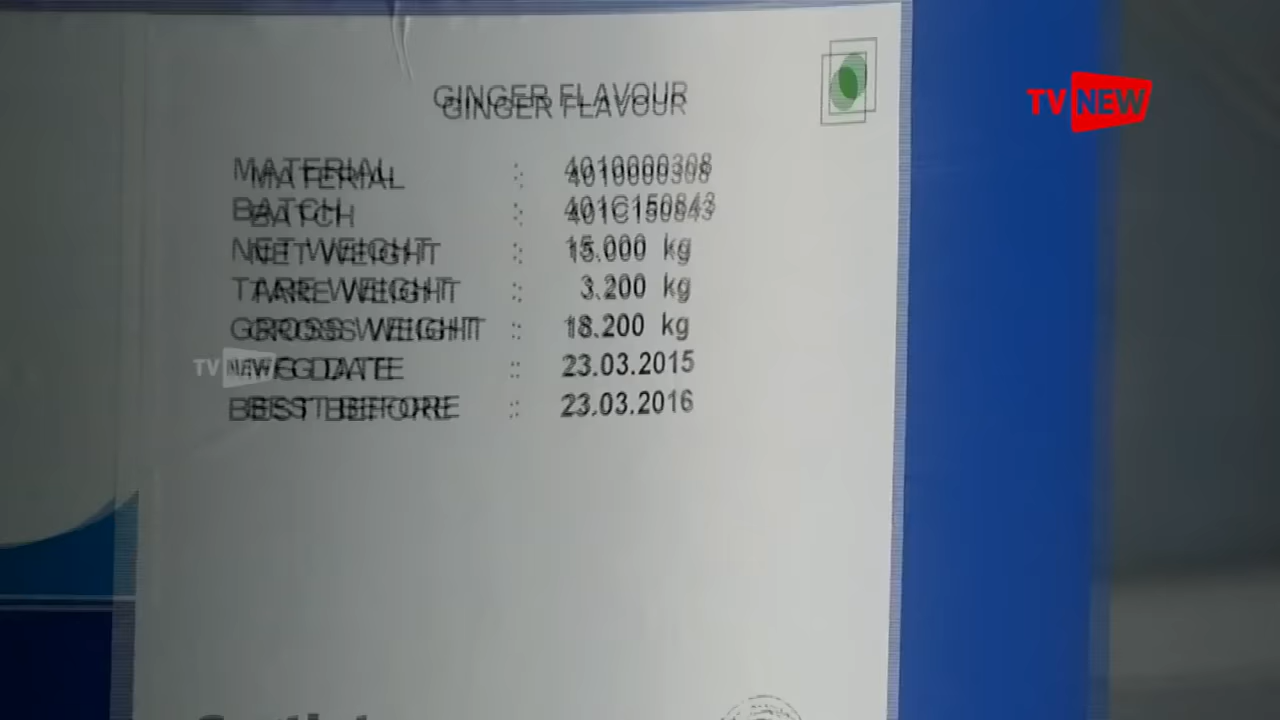 TV NEW
GINGER FLAVOUR
MATERIAL : 4010000308
BATCH : 401C150843
NET WEIGHT : 15.000 kg
TARE WEIGHT : 3.200 kg
GROSS WEIGHT : 18.200 kg
MFG DATE : 23.03.2015
BEST BEFORE : 23.03.2016